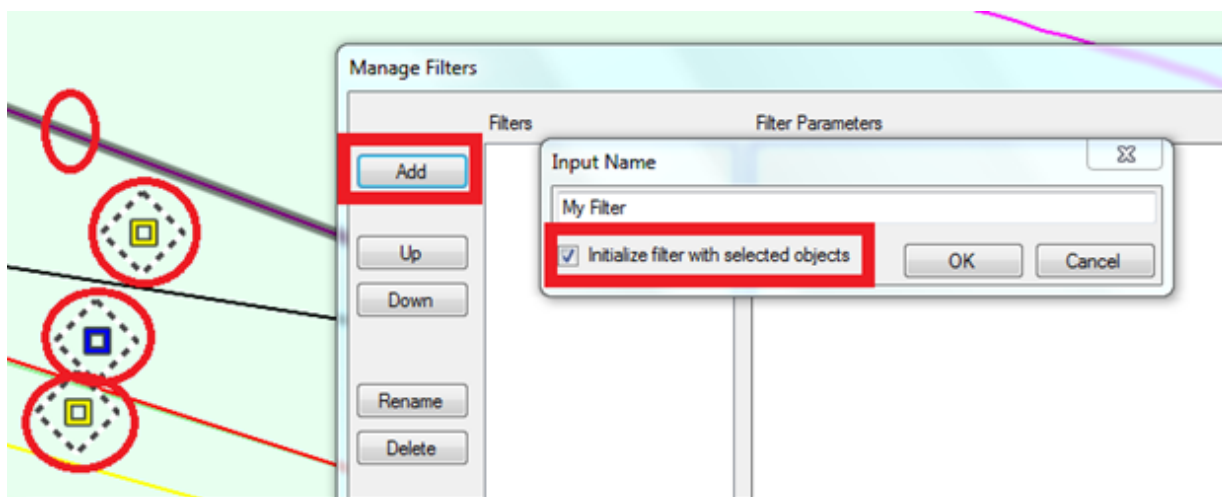 Manage Filters
Filters
Filter Parameters
Add
Input Name
My Filter
Initialize filter with selected objects
OK
Cancel
Up
Down
Rename
Delete